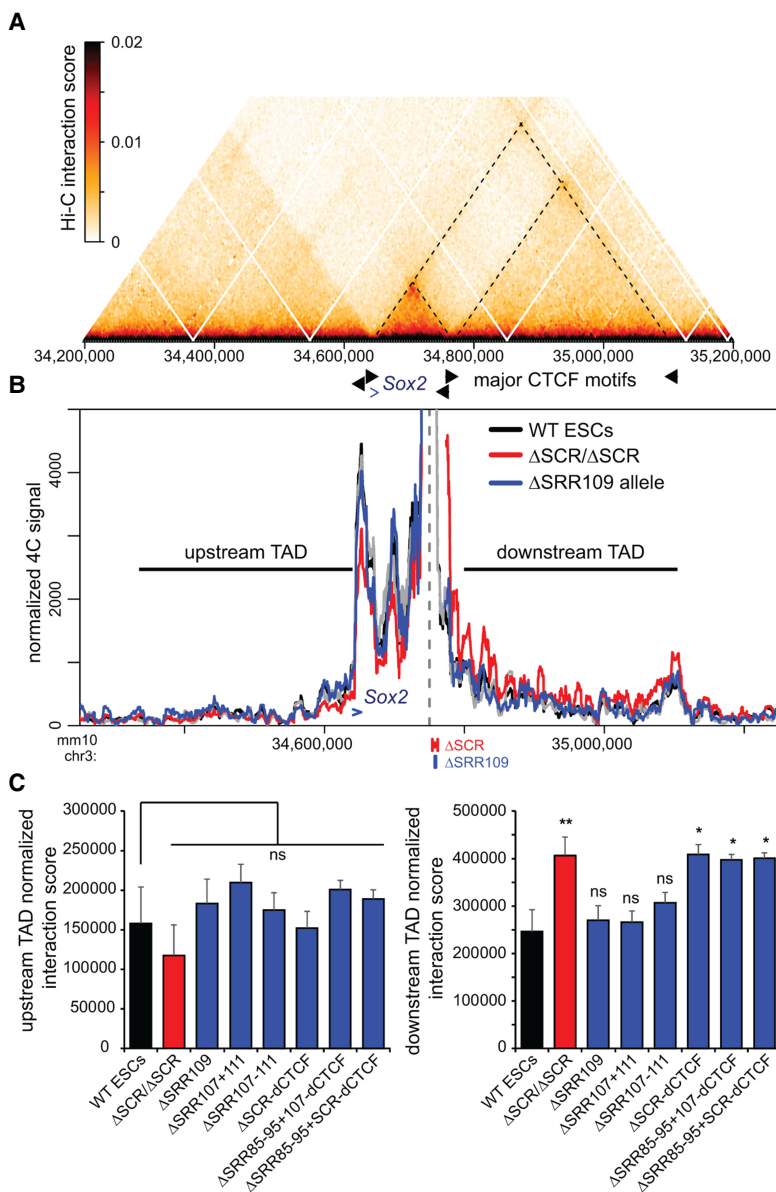 A
Hi-C interaction score
0.02
0.01
0
34,200,000 34,400,000 34,600,000 34,800,000 35,000,000 35,200,000
Sox2 major CTCF motifs
>
B
normalized 4C signal
4000
2000
0
WT ESCs
ΔSCR/ΔSCR
ΔSRR109 allele
upstream TAD downstream TAD
Sox2
>
mm10
chr3:
34,600,000 35,000,000
ΔSCR
ΔSRR109
C
upstream TAD normalized
interaction score
300000
250000
200000
150000
100000
50000
0
ns
WT ESCs
ΔSCR/ΔSCR
ΔSRR109
ΔSRR107+111
ΔSRR107-111
ΔSCR-dCTCF
ΔSRR85-95+107-dCTCF
ΔSRR85-95+SCR-dCTCF
downstream TAD normalized
interaction score
500000
400000
300000
200000
100000
0
** ns ns ns * * *
WT ESCs
ΔSCR/ΔSCR
ΔSRR109
ΔSRR107+111
ΔSRR107-111
ΔSCR-dCTCF
ΔSRR85-95+107-dCTCF
ΔSRR85-95+SCR-dCTCF